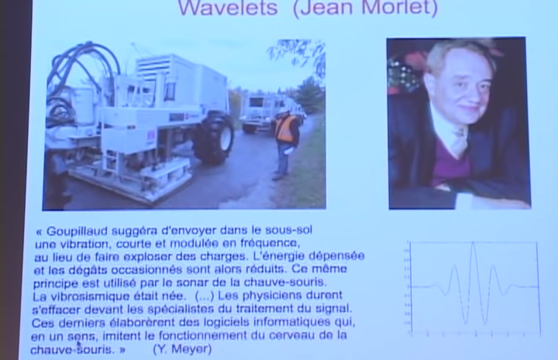 Wavelets (Jean Morlet)
« Goupillaud suggéra d'envoyer dans le sous-sol
une vibration, courte et modulée en fréquence,
au lieu de faire exploser des charges. L'énergie dépensée
et les dégâts occasionnés sont alors réduits. Ce même
principe est utilisé par le sonar de la chauve-souris.
La vibrosismique était née. (...) Les physiciens durent
s'effacer devant les spécialistes du traitement du signal.
Ces derniers élaborèrent des logiciels informatiques qui,
en un sens, imitent le fonctionnement du cerveau de la
chauve-souris. » (Y. Meyer)